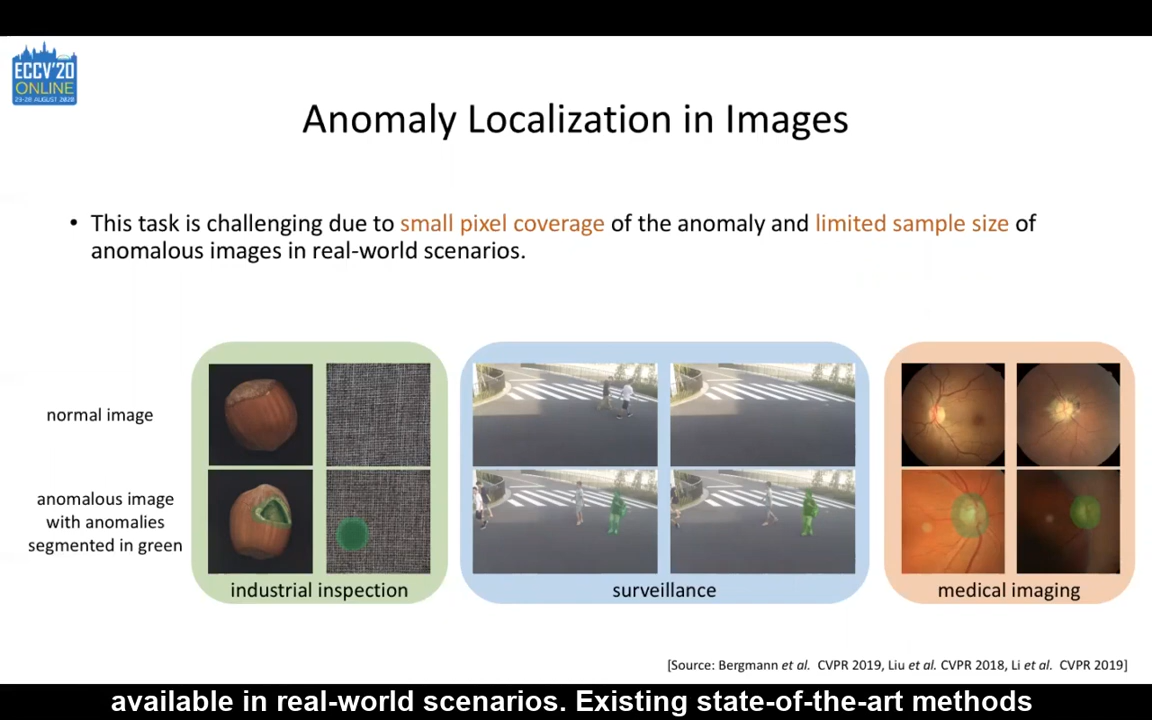 ECCV'20
ONLINE
23-28 AUGUST 2020
Anomaly Localization in Images
• This task is challenging due to small pixel coverage of the anomaly and limited sample size of
anomalous images in real-world scenarios.
normal image
anomalous image
with anomalies
segmented in green
industrial inspection
surveillance
medical imaging
[Source: Bergmann et al. CVPR 2019, Liu et al. CVPR 2018, Li et al. CVPR 2019]
available in real-world scenarios. Existing state-of-the-art methods